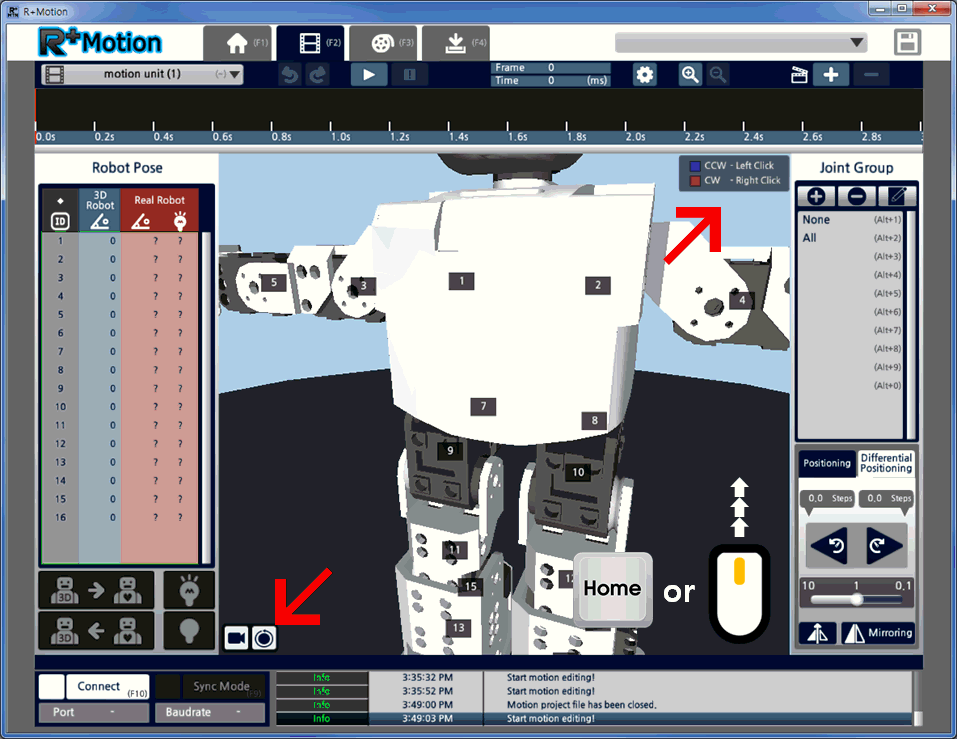 R+Motion
R+Motion
(F1)
(F2)
(F3)
(F4)
motion unit (1)
(-)
Frame 0
Time 0 (ms)
0.0s 0.2s 0.4s 0.6s 0.8s 1.0s 1.2s 1.4s 1.6s 1.8s 2.0s 2.2s 2.4s 2.6s 2.8s
Robot Pose
3D Robot
Real Robot
ID
1 0 ? ?
2 0 ? ?
3 0 ? ?
4 0 ? ?
5 0 ? ?
6 0 ? ?
7 0 ? ?
8 0 ? ?
9 0 ? ?
10 0 ? ?
11 0 ? ?
12 0 ? ?
13 0 ? ?
14 0 ? ?
15 0 ? ?
16 0 ? ?
3D
3D
CCW - Left Click
CW - Right Click
5
3
1
2
4
7
8
9
10
11
15
13
Home or
Joint Group
None (Alt+1)
All (Alt+2)
(Alt+3)
(Alt+4)
(Alt+5)
(Alt+6)
(Alt+7)
(Alt+8)
(Alt+9)
(Alt+0)
Positioning
Differential
Positioning
0,0 Steps
0,0 Steps
10 1 0.1
Mirroring
Connect
(F10)
Sync Mode
(F9)
Port -
Baudrate -
Info 3:35:32 PM Start motion editing!
Info 3:35:52 PM Start motion editing!
Info 3:49:00 PM Motion project file has been closed.
Info 3:49:03 PM Start motion editing!